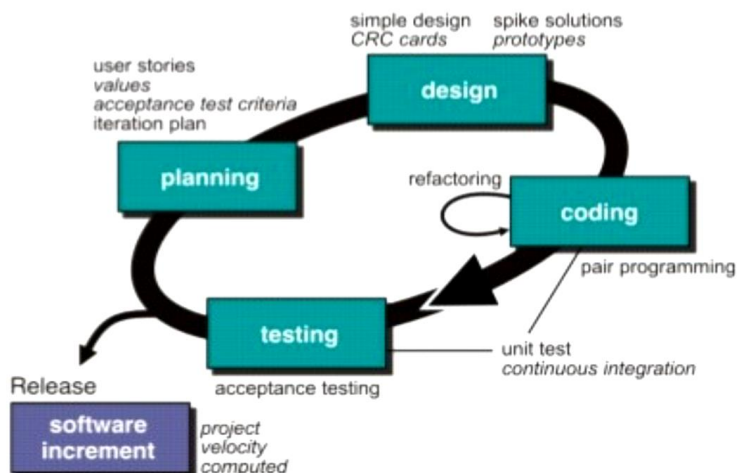 simple design
CRC cards
spike solutions
prototypes
user stories
values
acceptance test criteria
iteration plan
design
planning
refactoring
coding
pair programming
testing
unit test
continuous integration
acceptance testing
Release
software
increment
project
velocity
computed